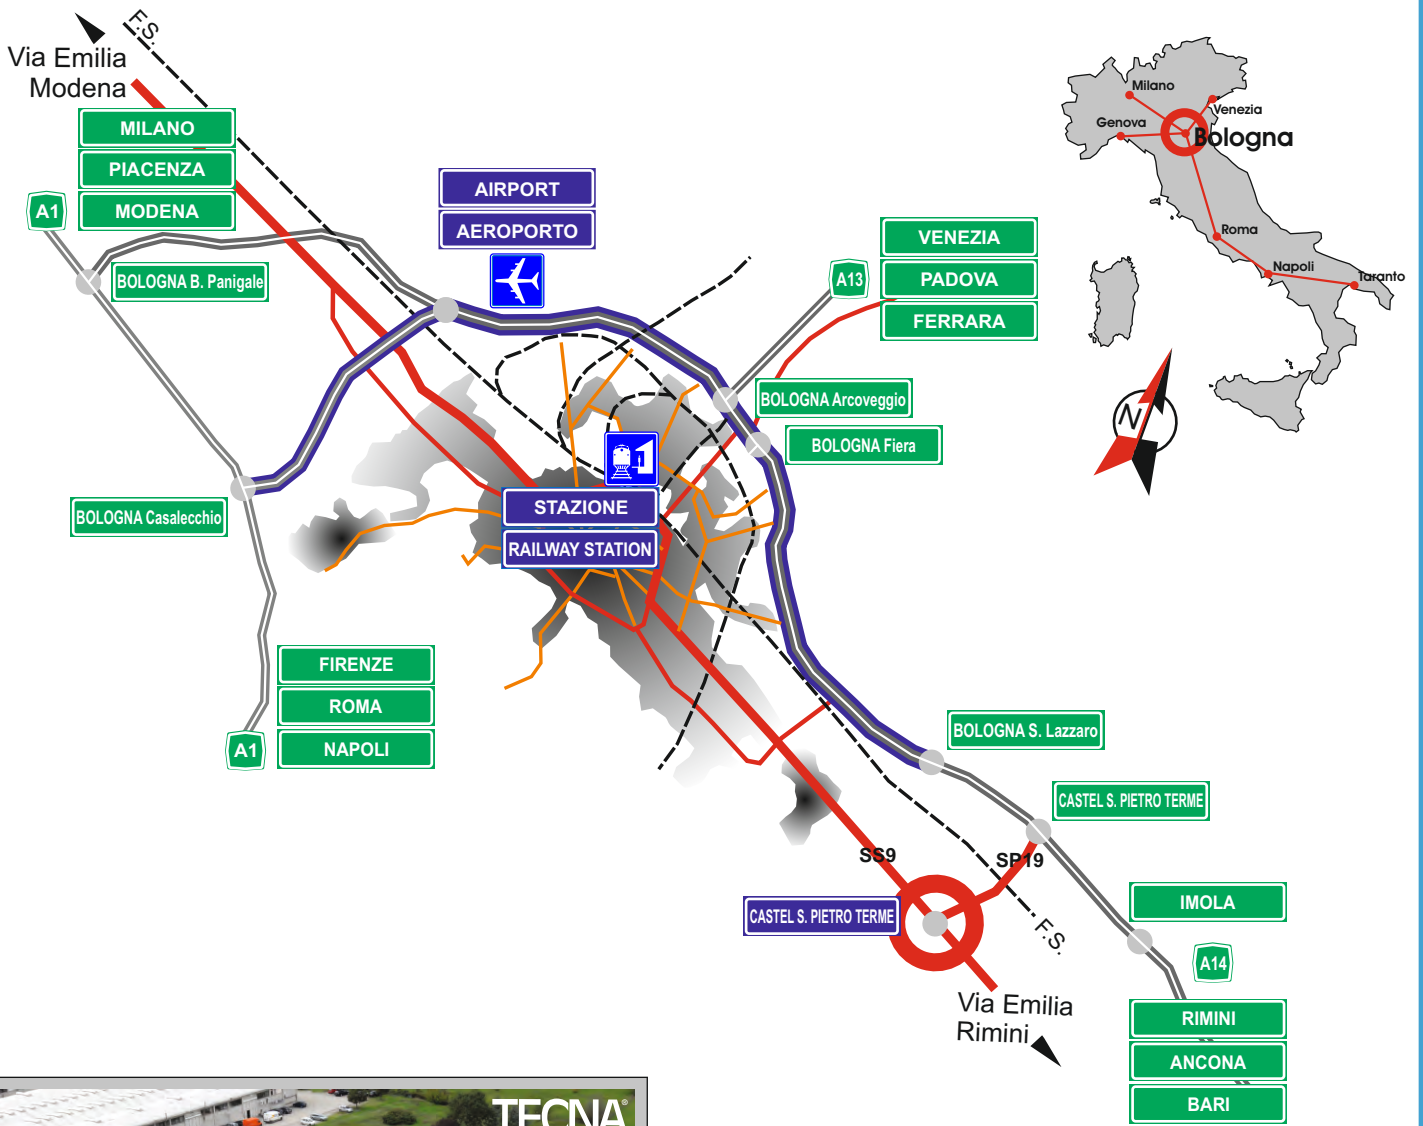 F.S.
Via Emilia
Modena
MILANO
PIACENZA
MODENA
A1
BOLOGNA B. Panigale
AIRPORT
AEROPORTO
A13
VENEZIA
PADOVA
FERRARA
Milano
Venezia
Genova
Bologna
Roma
Napoli
Taranto
N
BOLOGNA Arcoveggio
BOLOGNA Fiera
BOLOGNA Casalecchio
STAZIONE
RAILWAY STATION
FIRENZE
ROMA
NAPOLI
A1
BOLOGNA S. Lazzaro
CASTEL S. PIETRO TERME
SS9
SP19
CASTEL S. PIETRO TERME
F.S.
IMOLA
A14
Via Emilia
Rimini
RIMINI
ANCONA
BARI
TECNA®